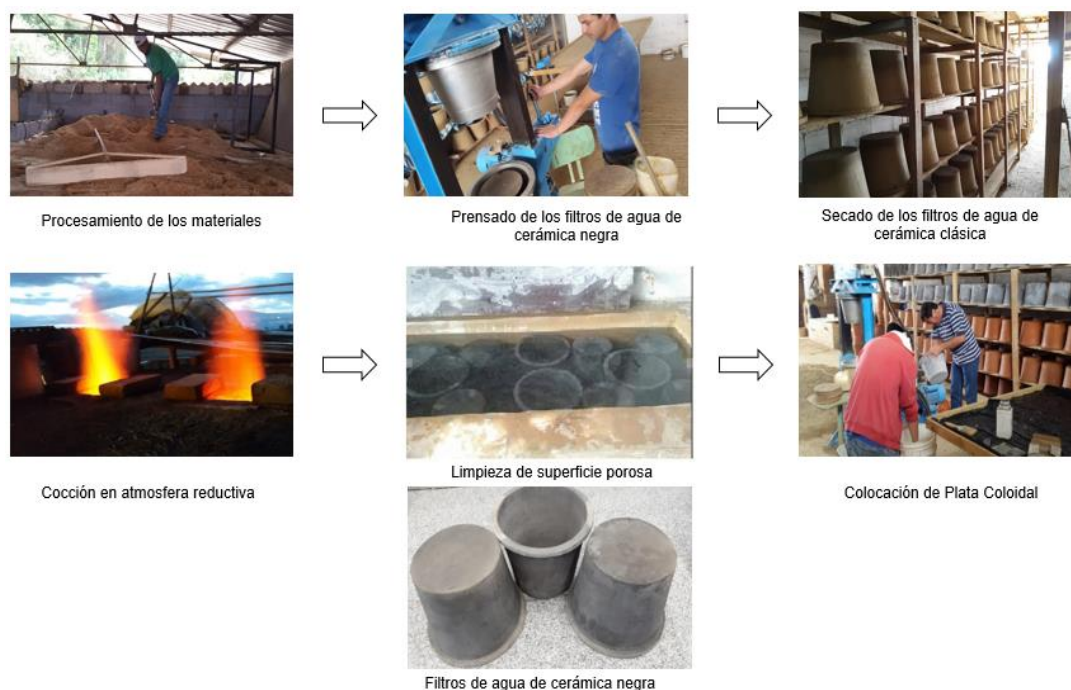 Procesamiento de los materiales
Prensado de los filtros de agua de
cerámica negra
Secado de los filtros de agua de
cerámica clásica
Cocción en atmosfera reductiva
Limpieza de superficie porosa
Colocación de Plata Coloidal
Filtros de agua de cerámica negra